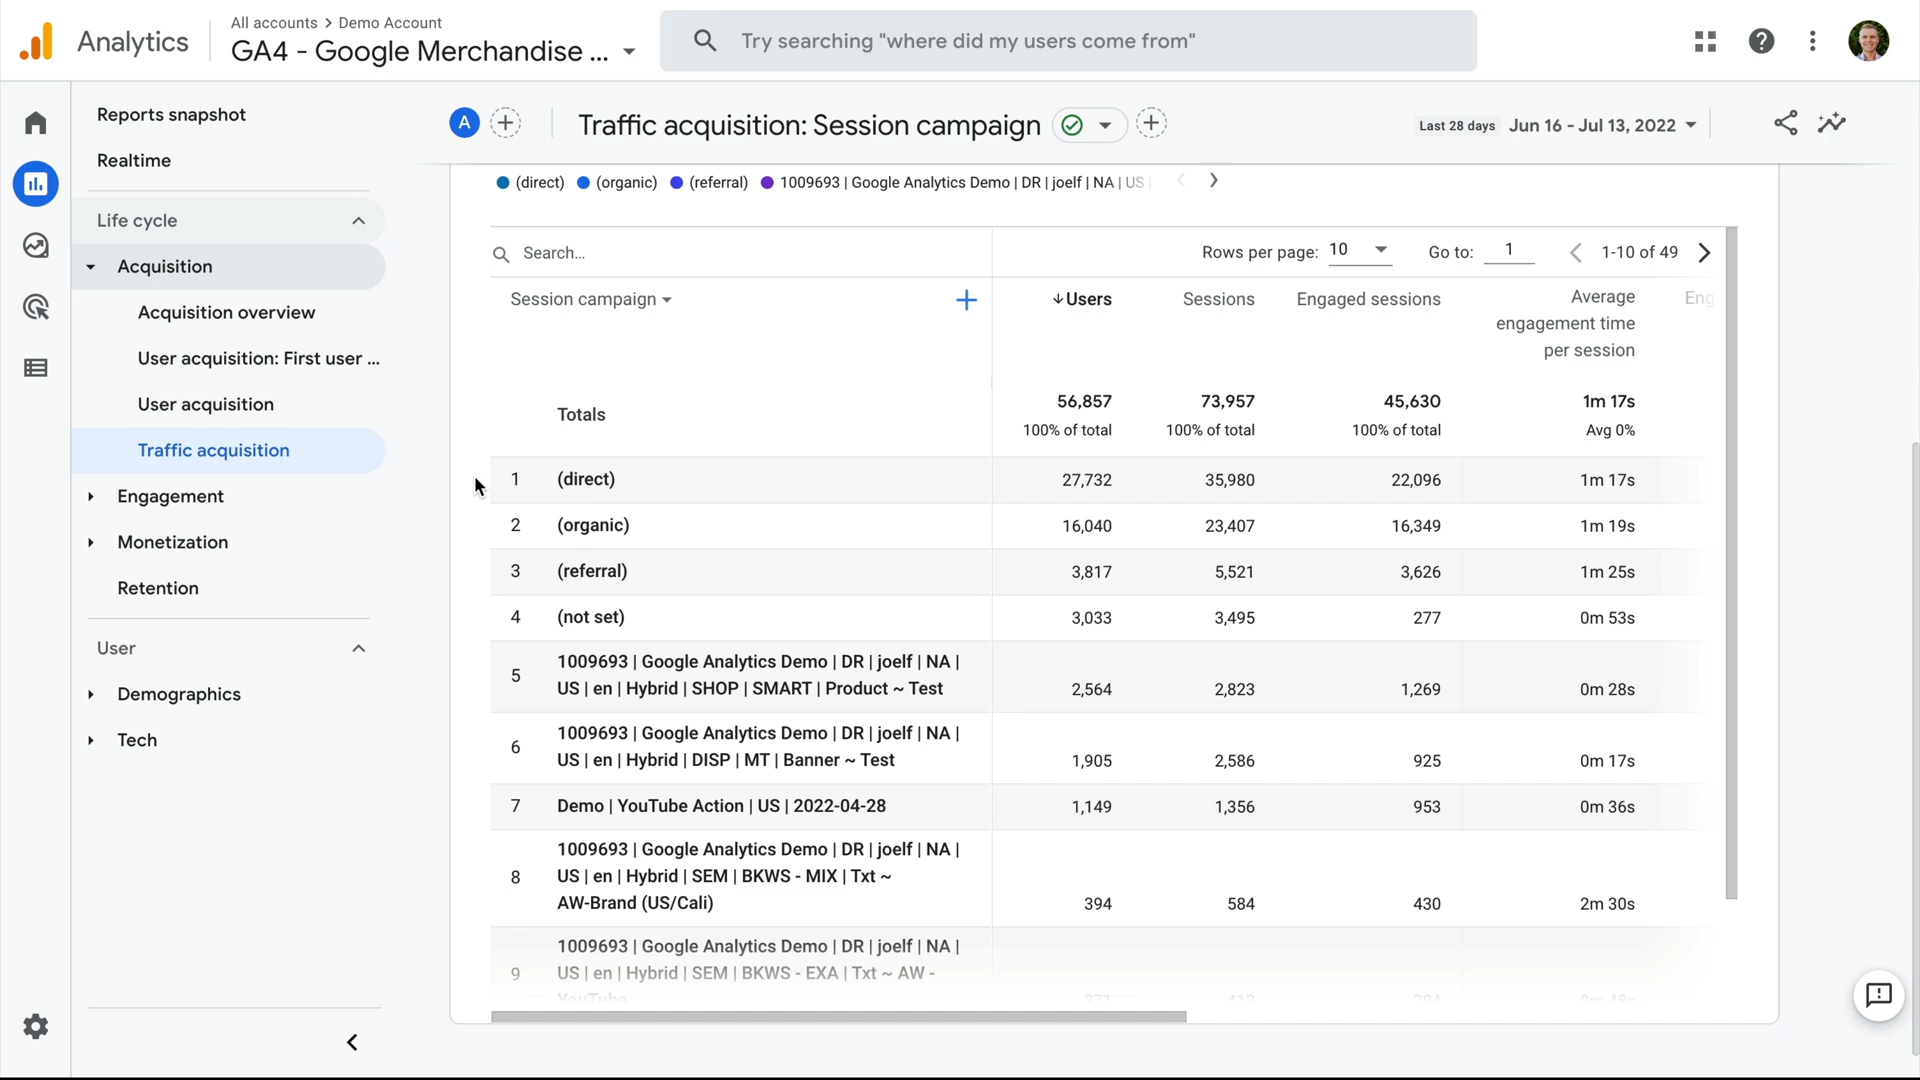 All accounts > Demo Account
Analytics
GA4 - Google Merchandise ...
Try searching "where did my users come from"
Reports snapshot
Realtime
Life cycle
Acquisition
Acquisition overview
User acquisition: First user ...
User acquisition
Traffic acquisition
Engagement
Monetization
Retention
User
Demographics
Tech
A
Traffic acquisition: Session campaign
Last 28 days Jun 16 - Jul 13, 2022
(direct) (organic) (referral) 1009693 | Google Analytics Demo | DR | joelf | NA | US
Search...
Rows per page: 10 Go to: 1 1-10 of 49
Session campaign
Users
Sessions
Engaged sessions
Average
engagement time
per session
Eng
Totals
56,857 73,957 45,630 1m 17s
100% of total 100% of total 100% of total Avg 0%
1 (direct) 27,732 35,980 22,096 1m 17s
2 (organic) 16,040 23,407 16,349 1m 19s
3 (referral) 3,817 5,521 3,626 1m 25s
4 (not set) 3,033 3,495 277 0m 53s
1009693 | Google Analytics Demo | DR | joelf | NA |
5 US | en | Hybrid | SHOP | SMART | Product ~ Test 2,564 2,823 1,269 0m 28s
1009693 | Google Analytics Demo | DR | joelf | NA |
6 US | en | Hybrid | DISP | MT | Banner ~ Test 1,905 2,586 925 0m 17s
7 Demo | YouTube Action | US | 2022-04-28 1,149 1,356 953 0m 36s
1009693 | Google Analytics Demo | DR | joelf | NA |
8 US | en | Hybrid | SEM | BKWS - MIX | Txt ~
AW-Brand (US/Cali) 394 584 430 2m 30s
1009693 | Google Analytics Demo | DR | joelf | NA |
9 US | en | Hybrid | SEM | BKWS - EXA | Txt ~ AW -
YouTube